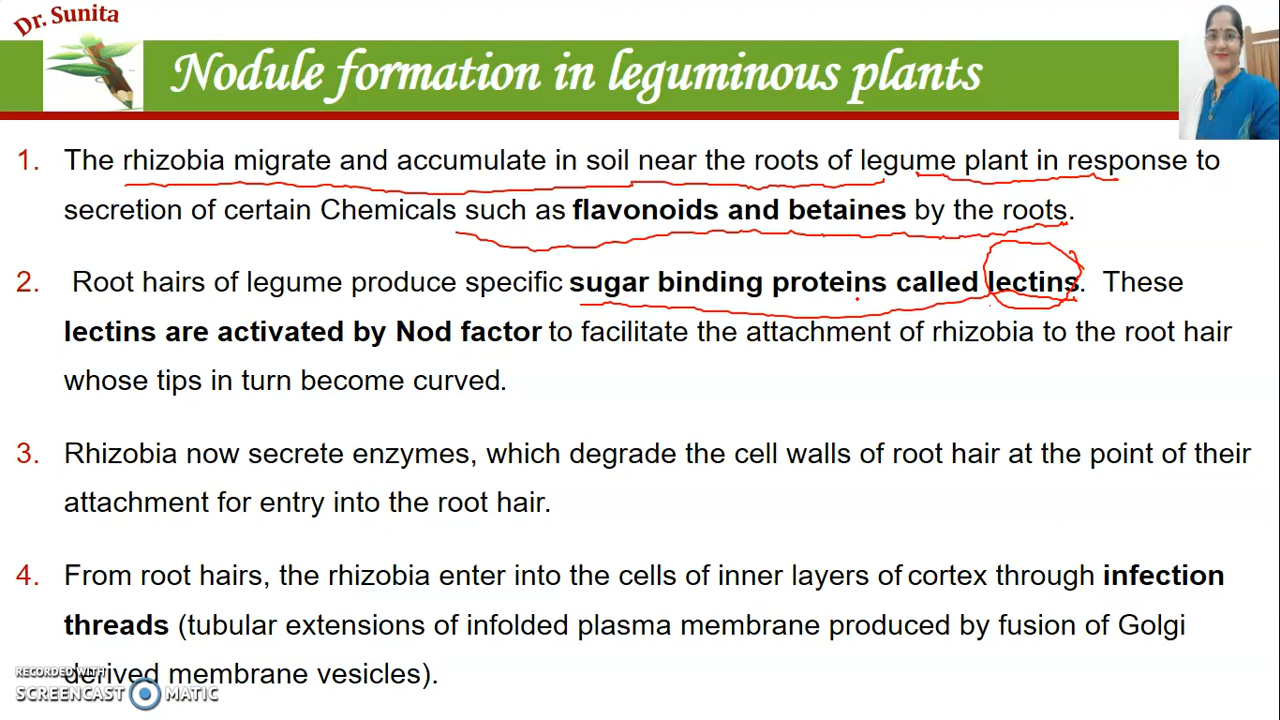 Dr. Sunita
Nodule formation in leguminous plants
1. The rhizobia migrate and accumulate in soil near the roots of legume plant in response to
secretion of certain Chemicals such as flavonoids and betaines by the roots.
2. Root hairs of legume produce specific sugar binding proteins called lectins. These
lectins are activated by Nod factor to facilitate the attachment of rhizobia to the root hair
whose tips in turn become curved.
3. Rhizobia now secrete enzymes, which degrade the cell walls of root hair at the point of their
attachment for entry into the root hair.
4. From root hairs, the rhizobia enter into the cells of inner layers of cortex through infection
threads (tubular extensions of infolded plasma membrane produced by fusion of Golgi
derived membrane vesicles).
RECORDED WITH
SCREENCAST MATIC